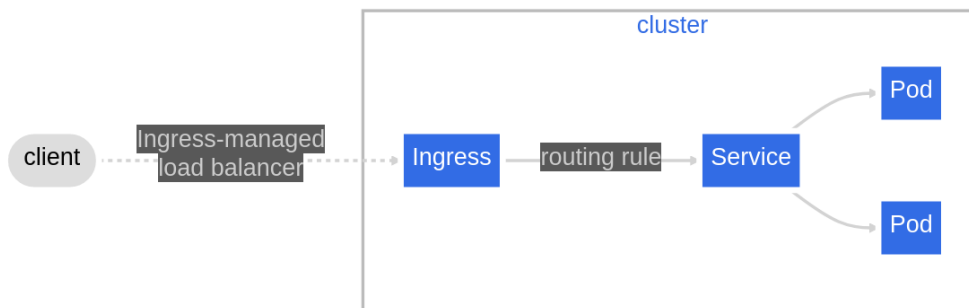 cluster
client
Ingress-managed
load balancer
Ingress
routing rule
Service
Pod
Pod